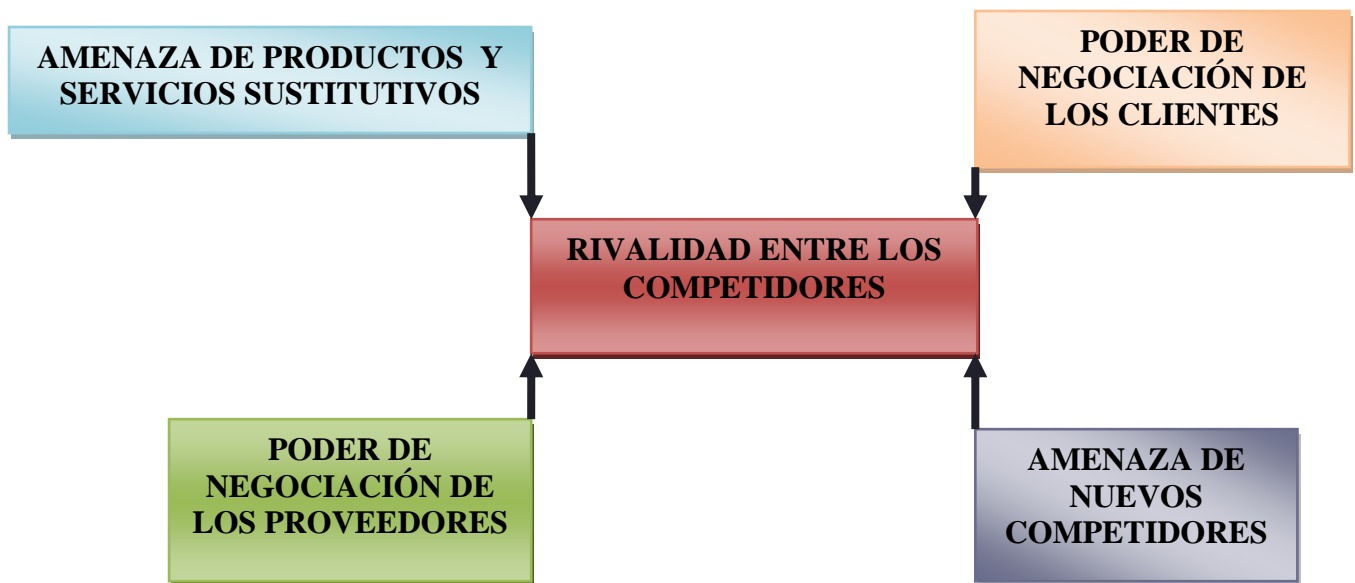 AMENAZA DE PRODUCTOS Y
SERVICIOS SUSTITUTIVOS
PODER DE
NEGOCIACIÓN DE
LOS CLIENTES
RIVALIDAD ENTRE LOS
COMPETIDORES
PODER DE
NEGOCIACIÓN DE
LOS PROVEEDORES
AMENAZA DE
NUEVOS
COMPETIDORES